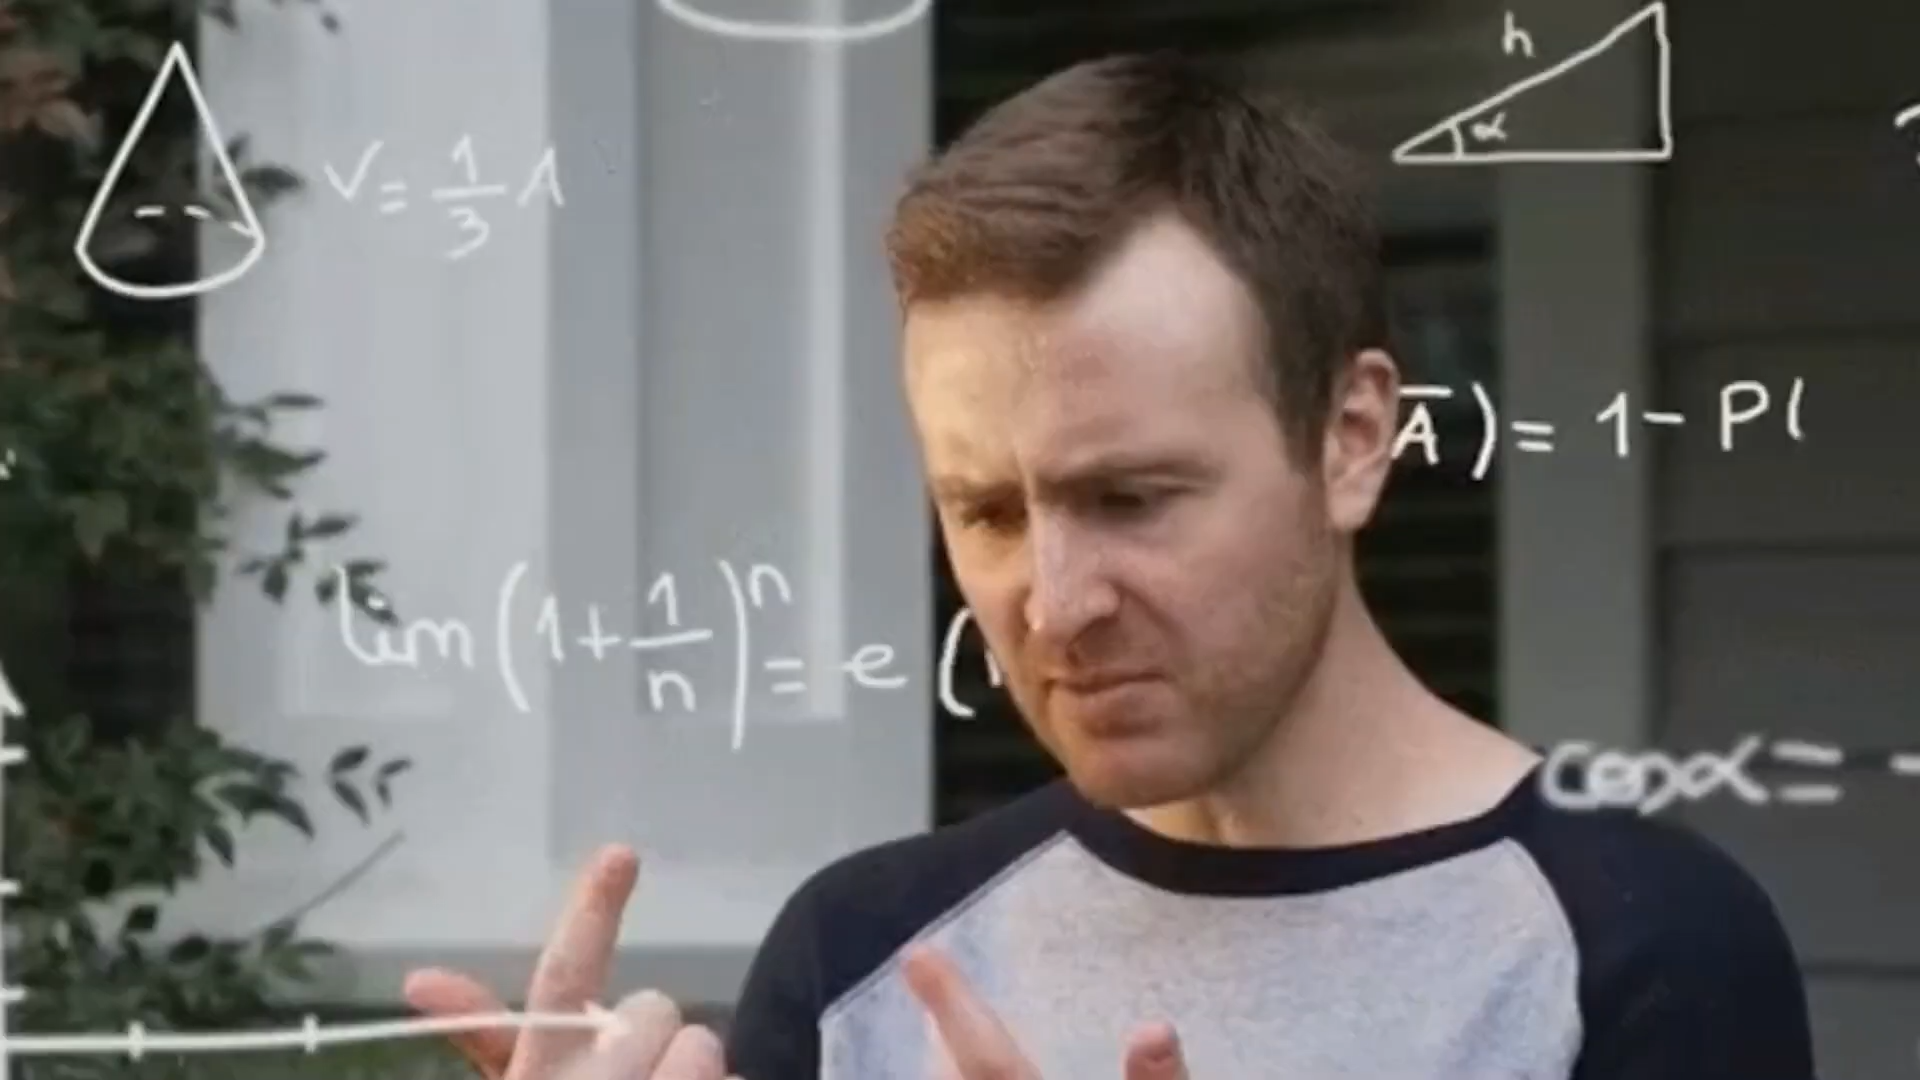 h
α
V = 1/3 A
A̅ ) = 1 - P(
lim (1 + 1/n)ⁿ = e (
cos α =